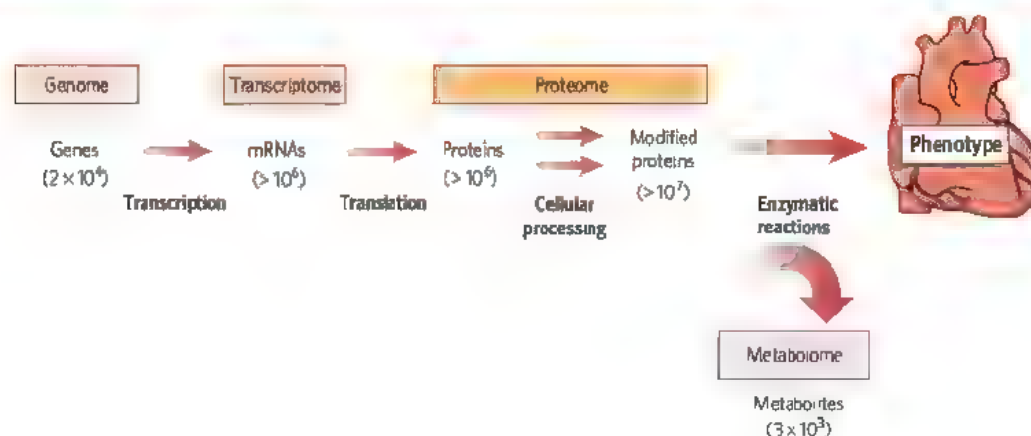 Genome
Transcriptome
Proteome
Genes
(2 × 10⁴)
Transcription
mRNAs
(>10⁶)
Translation
Proteins
(>10⁶)
Cellular
processing
Modified
proteins
(>10⁷)
Enzymatic
reactions
Phenotype
Metabolome
Metabolites
(3 × 10³)